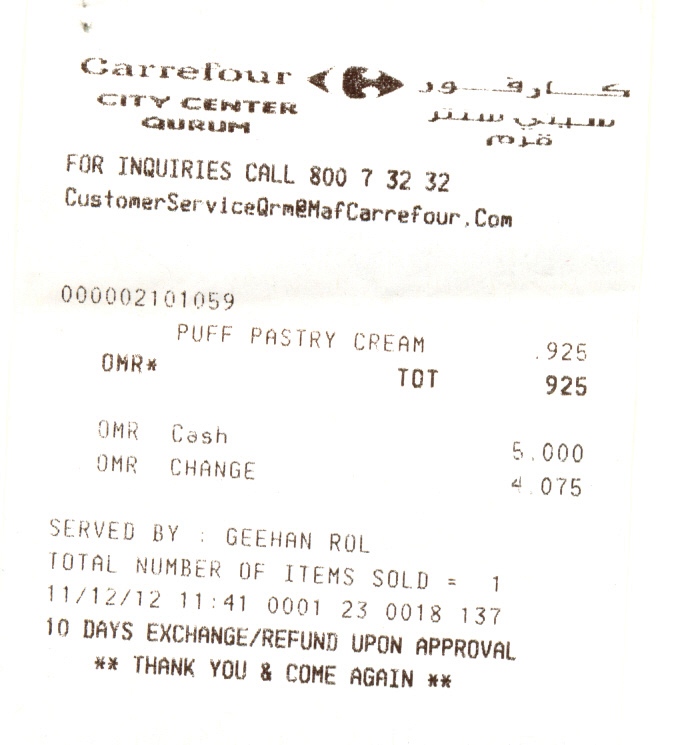 Carrefour كارفور
CITY CENTER سيتي سنتر
QURUM قرم
FOR INQUIRIES CALL 800 7 32 32
CustomerServiceQrm@MafCarrefour.Com
000002101059
PUFF PASTRY CREAM .925
OMR* TOT 925
OMR Cash 5.000
OMR CHANGE 4.075
SERVED BY : GEEHAN ROL
TOTAL NUMBER OF ITEMS SOLD = 1
11/12/12 11:41 0001 23 0018 137
10 DAYS EXCHANGE/REFUND UPON APPROVAL
** THANK YOU & COME AGAIN **